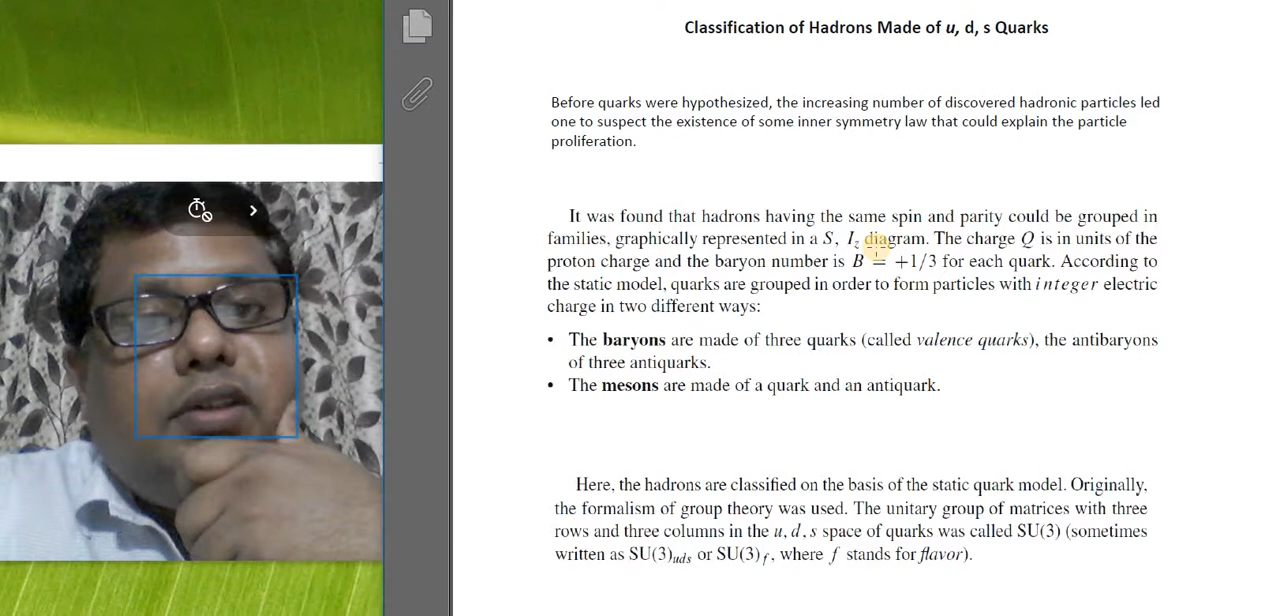 Classification of Hadrons Made of u, d, s Quarks
Before quarks were hypothesized, the increasing number of discovered hadronic particles led
one to suspect the existence of some inner symmetry law that could explain the particle
proliferation.
It was found that hadrons having the same spin and parity could be grouped in
families, graphically represented in a S, I_z diagram. The charge Q is in units of the
proton charge and the baryon number is B = +1/3 for each quark. According to
the static model, quarks are grouped in order to form particles with integer electric
charge in two different ways:
• The baryons are made of three quarks (called valence quarks), the antibaryons
of three antiquarks.
• The mesons are made of a quark and an antiquark.
Here, the hadrons are classified on the basis of the static quark model. Originally,
the formalism of group theory was used. The unitary group of matrices with three
rows and three columns in the u, d, s space of quarks was called SU(3) (sometimes
written as SU(3)_uds or SU(3)_f, where f stands for flavor).